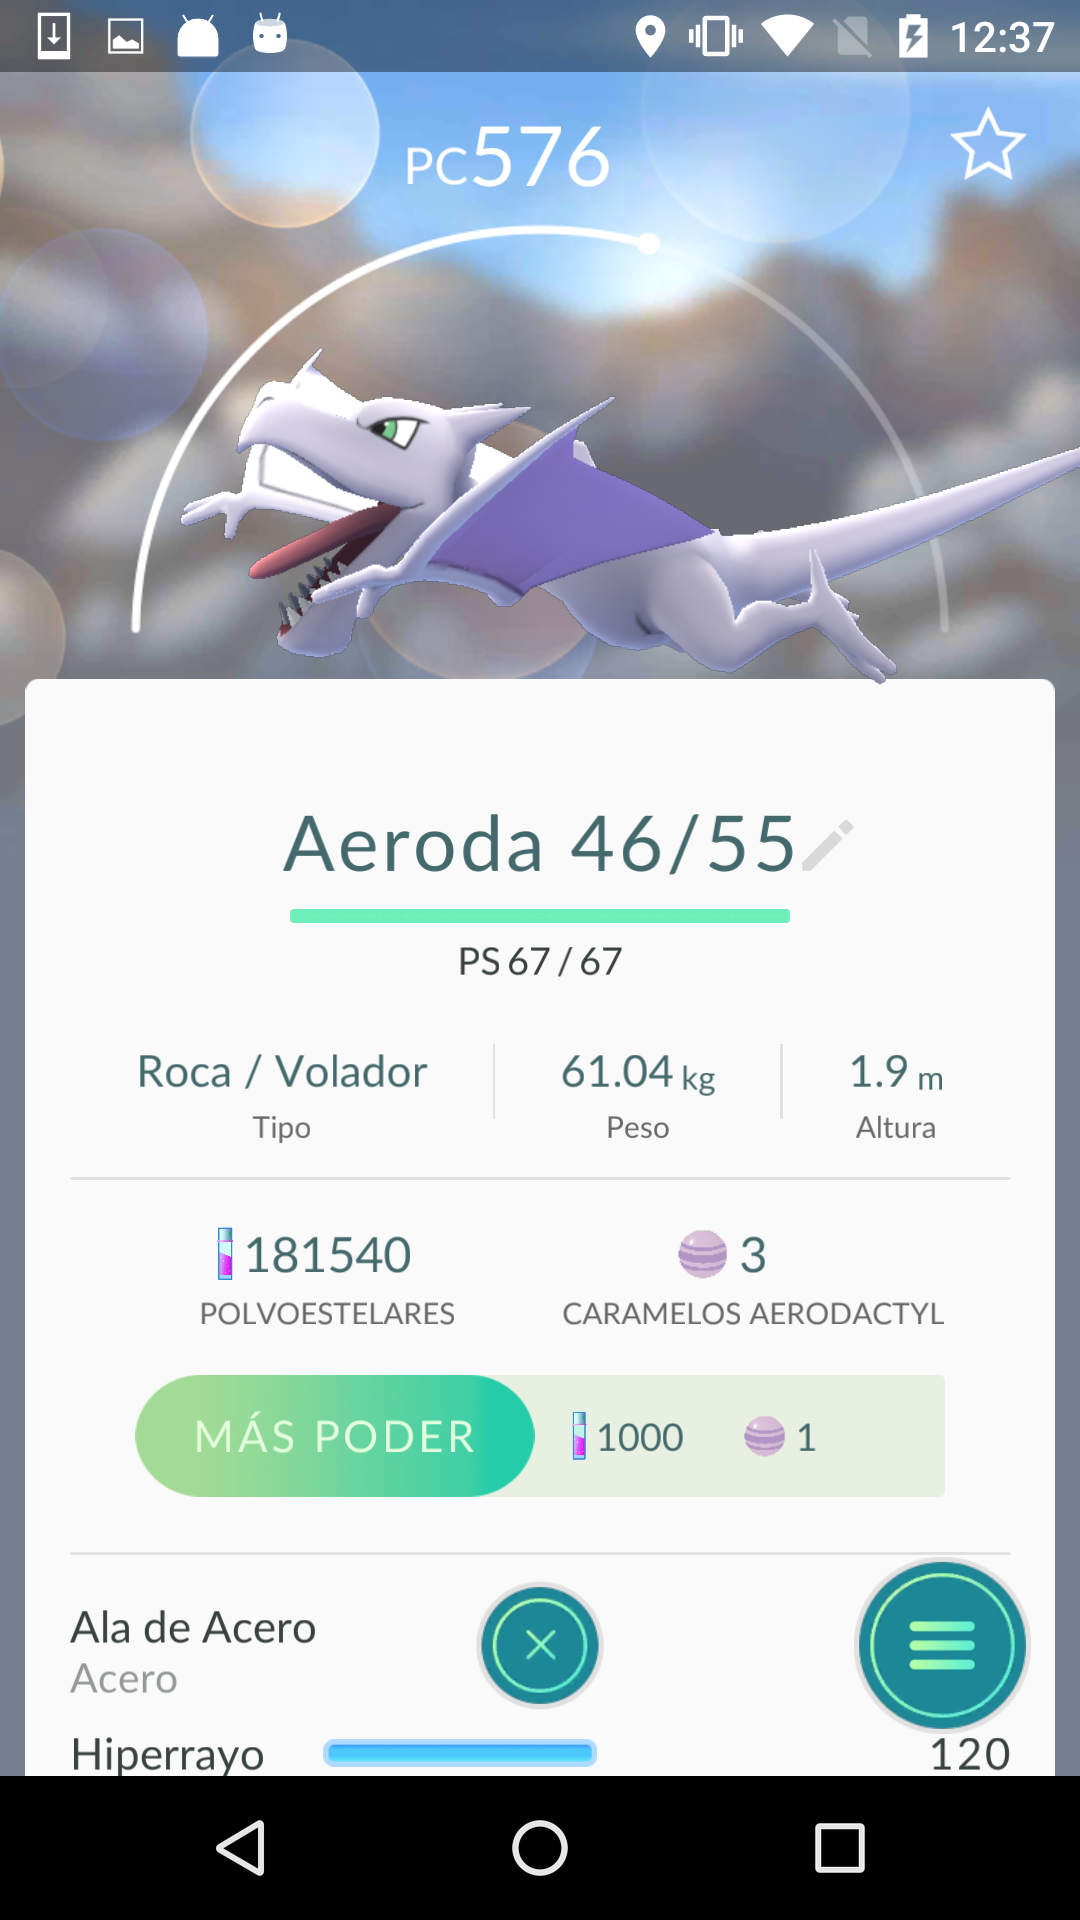 12:37
PC576
Aeroda 46/55
PS 67 / 67
Roca / Volador
61.04 kg
1.9 m
Tipo
Peso
Altura
181540
3
POLVOESTELARES
CARAMELOS AERODACTYL
MÁS PODER
1000
1
Ala de Acero
Acero
Hiperrayo
120